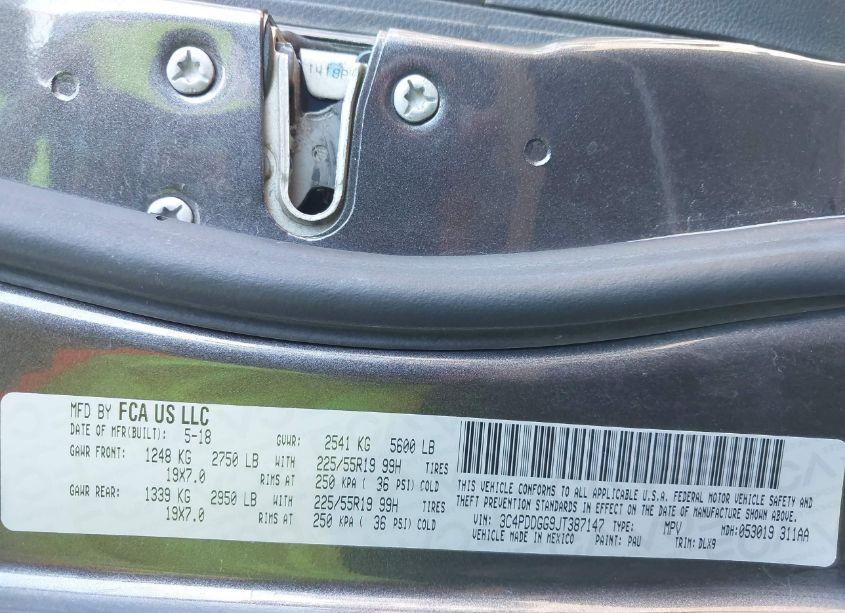 MFD BY FCA US LLC
DATE OF MFR(BUILT): 5-18 GVWR: 2541 KG 5600 LB
GAWR FRONT: 1248 KG 2750 LB WITH 225/55R19 99H TIRES
19X7.0 RIMS AT 250 KPA ( 36 PSI) COLD
GAWR REAR: 1339 KG 2950 LB WITH 225/55R19 99H TIRES
19X7.0 RIMS AT 250 KPA ( 36 PSI) COLD
THIS VEHICLE CONFORMS TO ALL APPLICABLE U.S.A. FEDERAL MOTOR VEHICLE SAFETY AND
THEFT PREVENTION STANDARDS IN EFFECT ON THE DATE OF MANUFACTURE SHOWN ABOVE.
VIN: 3C4PDDGG9JT387147 TYPE: MPV MDH: 053019 311AA
VEHICLE MADE IN MEXICO PAINT: PAU TRIM: DLX9